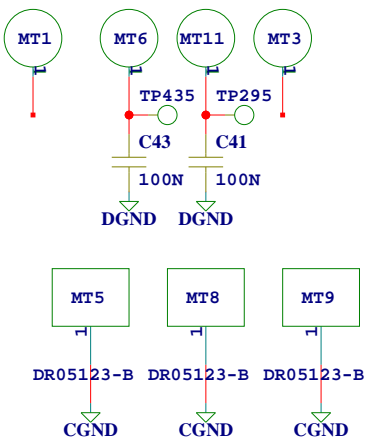 MT1 MT6 MT11 MT3
1 1 1 1
TP435 TP295
C43 C41
100N 100N
DGND DGND
MT5 MT8 MT9
1 1 1
DR05123-B DR05123-B DR05123-B
CGND CGND CGND